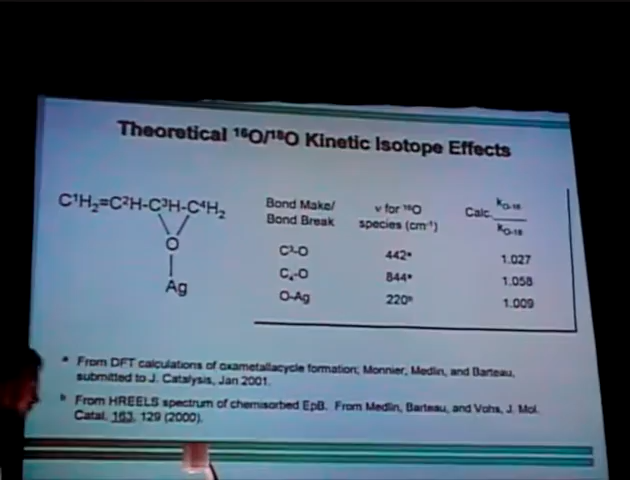 Theoretical ¹⁶O/¹⁸O Kinetic Isotope Effects
C¹H₂=C²H-C³H-C⁴H₂
O
Ag
Bond Make/ ν for ¹⁶O Calc. k₀₋₁₆
Bond Break species (cm⁻¹) k₀₋₁₈
C³-O 442ᵃ 1.027
C₄-O 844ᵃ 1.058
O-Ag 220ᵇ 1.009
ᵃ From DFT calculations of oxametallacycle formation; Monnier, Medlin, and Barteau,
submitted to J. Catalysis, Jan 2001.
ᵇ From HREELS spectrum of chemisorbed EpB. From Medlin, Barteau, and Vohs, J. Mol.
Catal. 163, 129 (2000).